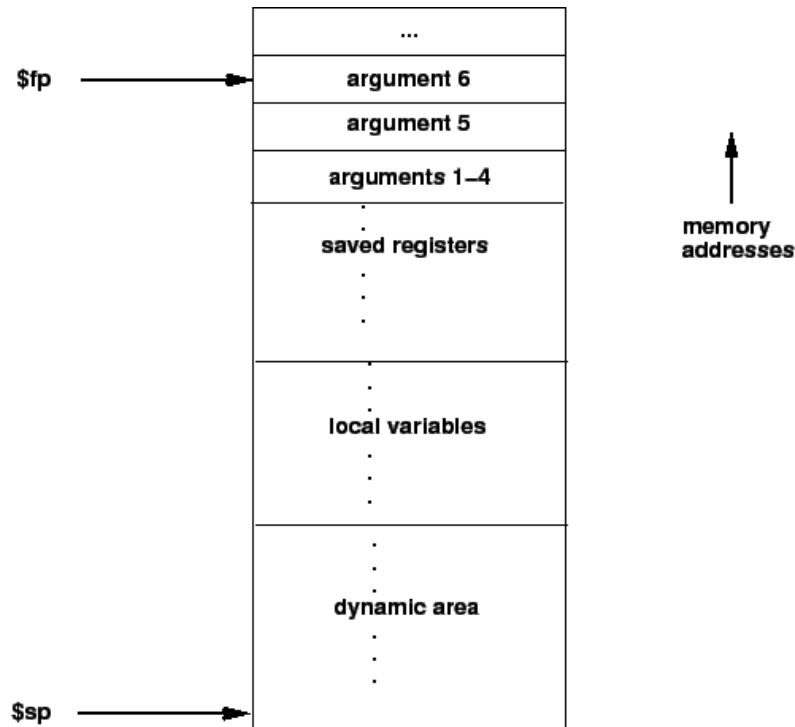 ...
$fp
argument 6
argument 5
arguments 1–4
saved registers
memory
addresses
local variables
dynamic area
$sp